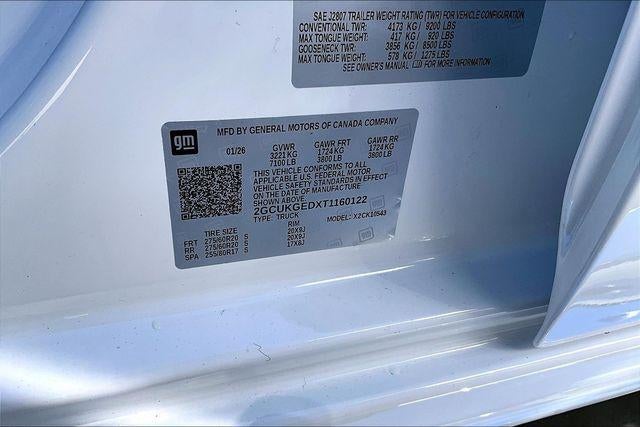 SAE J2807 TRAILER WEIGHT RATING (TWR) FOR VEHICLE CONFIGURATION
CONVENTIONAL TWR: 4173 KG / 9200 LBS
MAX TONGUE WEIGHT: 417 KG / 920 LBS
GOOSENECK TWR: 3856 KG / 8500 LBS
MAX TONGUE WEIGHT: 578 KG / 1275 LBS
SEE OWNER'S MANUAL FOR MORE INFORMATION
gm
MFD BY GENERAL MOTORS OF CANADA COMPANY
01/26 GVWR GAWR FRT GAWR RR
3221 KG 1724 KG 1724 KG
7100 LB 3800 LB 3800 LB
THIS VEHICLE CONFORMS TO ALL
APPLICABLE U.S. FEDERAL MOTOR
VEHICLE SAFETY STANDARDS IN EFFECT
ON THE DATE OF MANUFACTURE
SHOWN ABOVE.
2GCUKGEDXT1160122
TYPE: TRUCK MODEL: X2CK10543
TIRE SIZE RIM
FRT 275/60R20 S 20X9J
RR 275/60R20 S 20X9J
SPA 255/80R17 S 17X8J